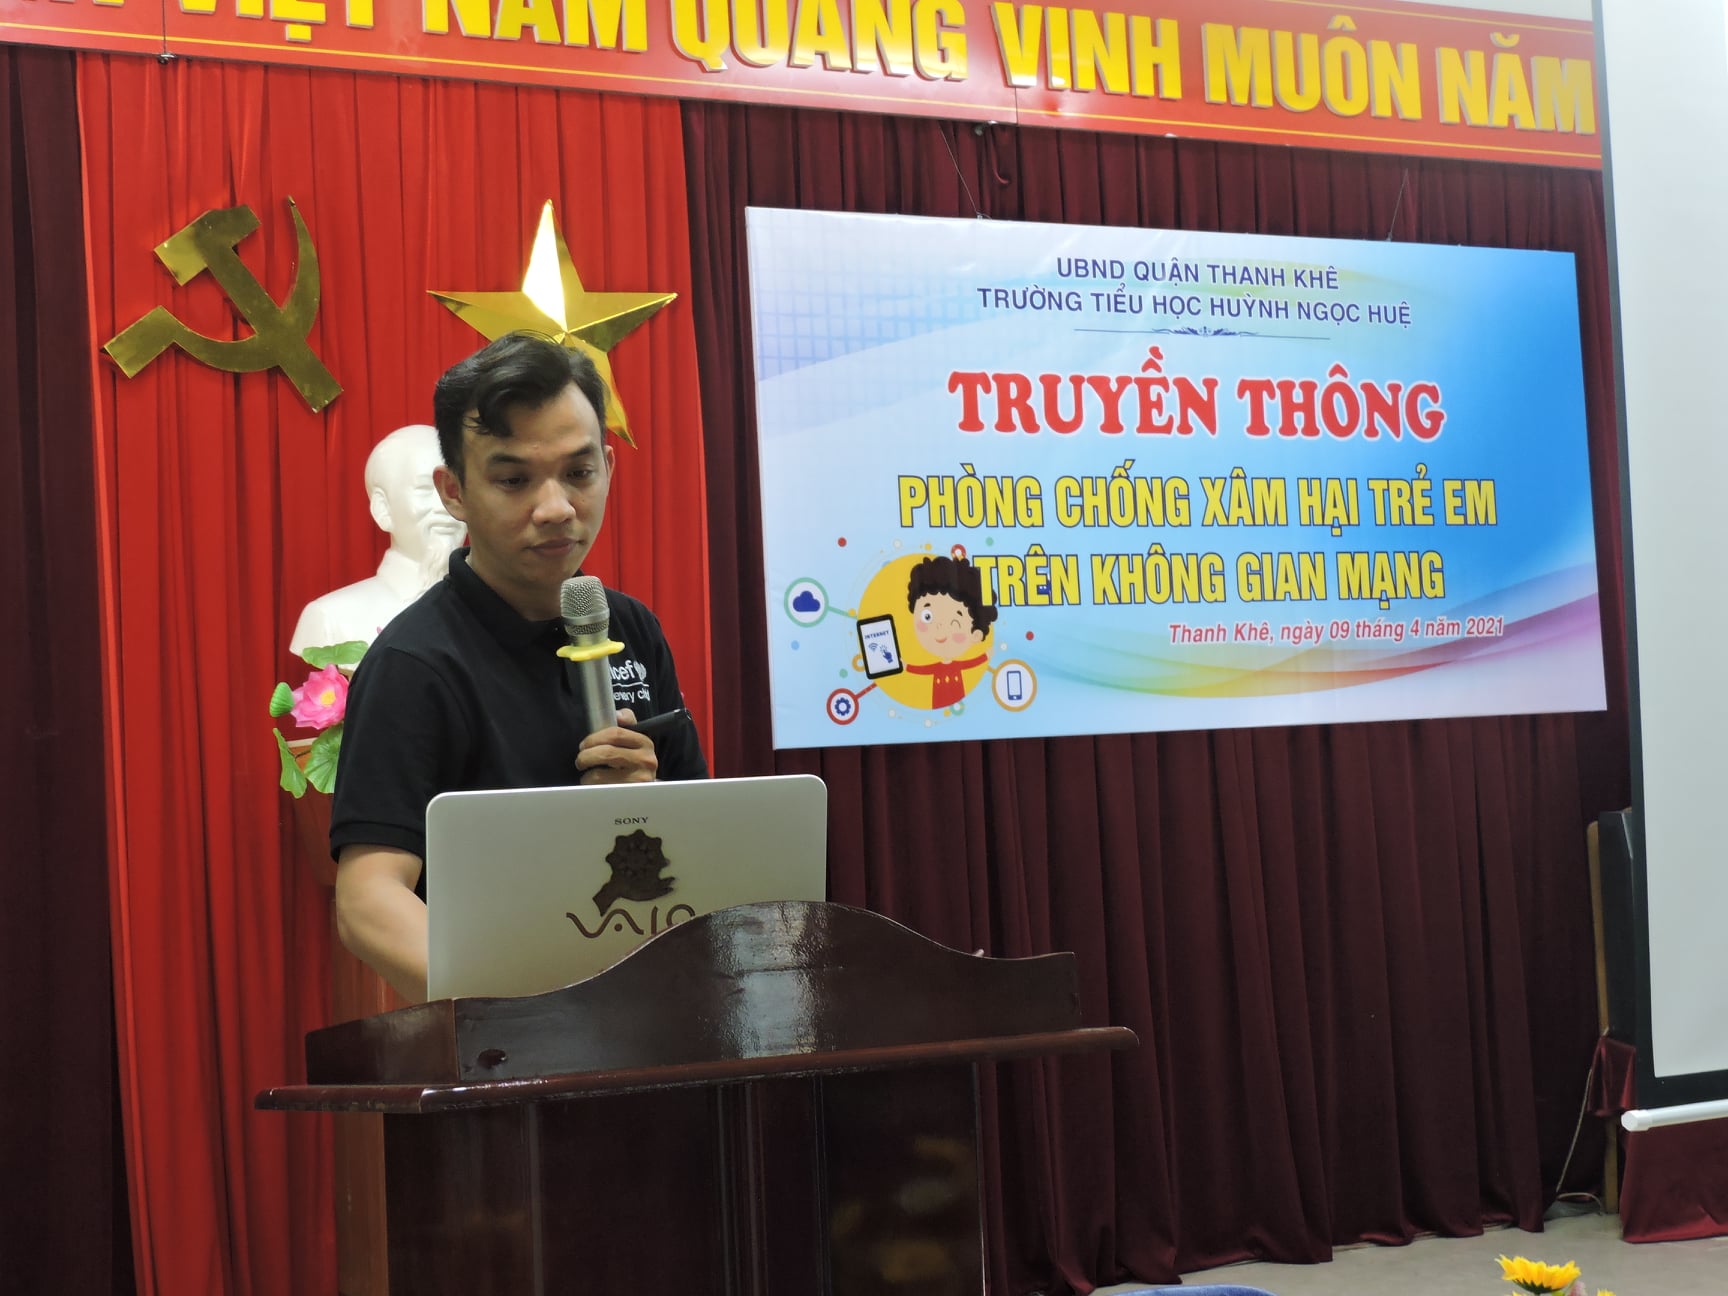 VIỆT NAM QUANG VINH MUÔN NĂM
UBND QUẬN THANH KHÊ
TRƯỜNG TIỂU HỌC HUỲNH NGỌC HUỆ
TRUYỀN THÔNG
PHÒNG CHỐNG XÂM HẠI TRẺ EM
TRÊN KHÔNG GIAN MẠNG
Thanh Khê, ngày 09 tháng 4 năm 2021
INTERNET
SONY
VAIO